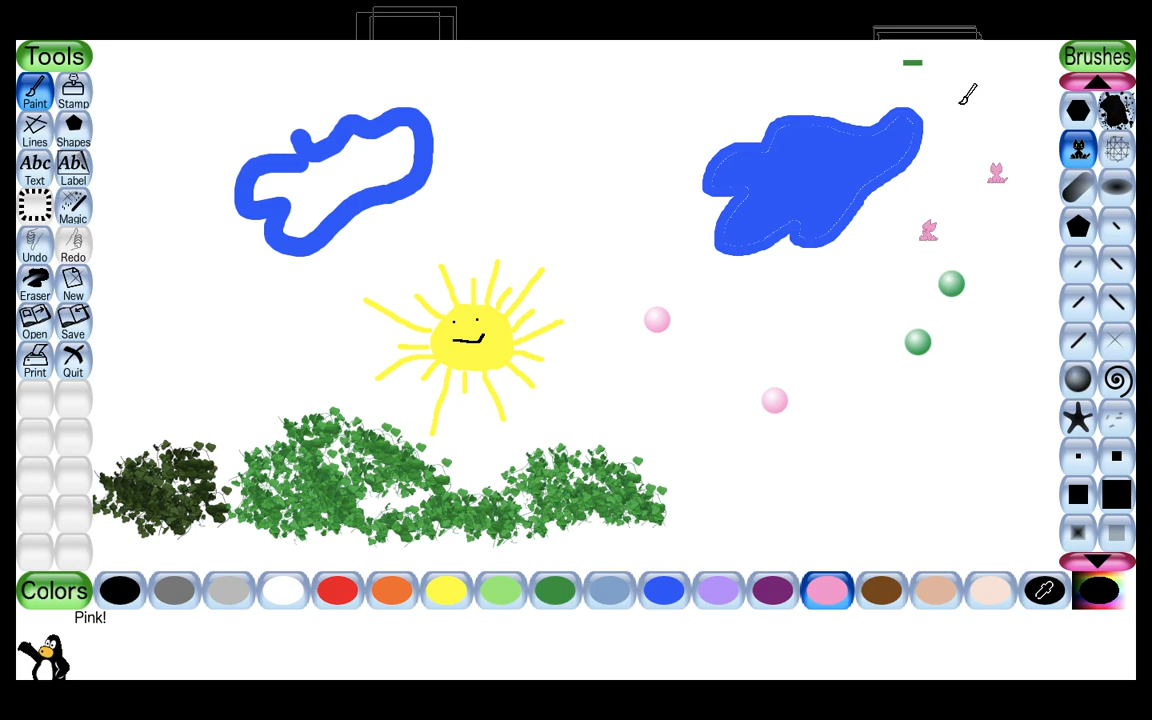 Tools
Brushes
Paint
Stamp
Lines
Shapes
Abc
Abc
Text
Label
Magic
Undo
Redo
Eraser
New
Open
Save
Print
Quit
Colors
Pink!